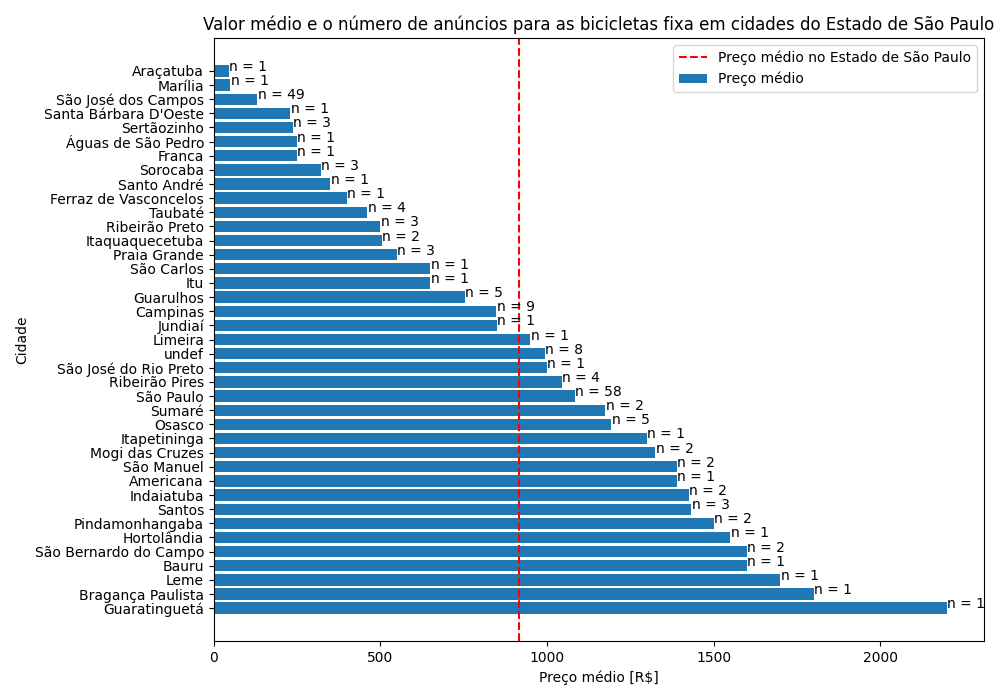 Valor médio e o número de anúncios para as bicicletas fixa em cidades do Estado de São Paulo
Preço médio no Estado de São Paulo
Preço médio
Cidade
Araçatuba n = 1
Marília n = 1
São José dos Campos n = 49
Santa Bárbara D'Oeste n = 1
Sertãozinho n = 3
Águas de São Pedro n = 1
Franca n = 1
Sorocaba n = 3
Santo André n = 1
Ferraz de Vasconcelos n = 1
Taubaté n = 4
Ribeirão Preto n = 3
Itaquaquecetuba n = 2
Praia Grande n = 3
São Carlos n = 1
Itu n = 1
Guarulhos n = 5
Campinas n = 9
Jundiaí n = 1
Limeira n = 1
undef n = 8
São José do Rio Preto n = 1
Ribeirão Pires n = 4
São Paulo n = 58
Sumaré n = 2
Osasco n = 5
Itapetininga n = 1
Mogi das Cruzes n = 2
São Manuel n = 2
Americana n = 1
Indaiatuba n = 2
Santos n = 3
Pindamonhangaba n = 2
Hortolândia n = 1
São Bernardo do Campo n = 2
Bauru n = 1
Leme n = 1
Bragança Paulista n = 1
Guaratinguetá n = 1
0 500 1000 1500 2000
Preço médio [R$]